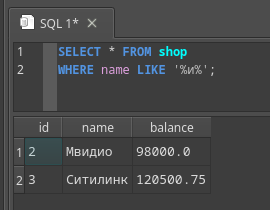 SQL 1*
1 SELECT * FROM shop
2 WHERE name LIKE '%и%';
id name balance
1 2 Мвидио 98000.0
2 3 Ситилинк 120500.75